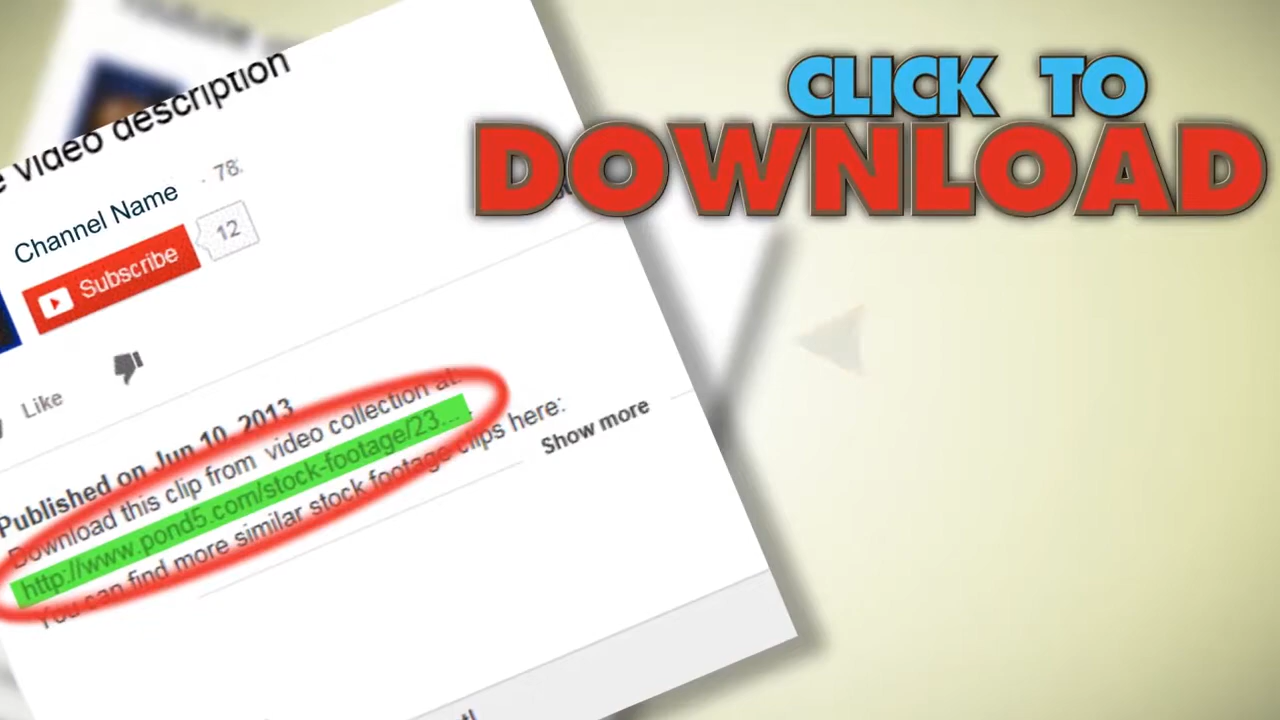 CLICK TO
DOWNLOAD
video description
Channel Name
78
Subscribe
12
Like
Published on Jun 10, 2013
Download this clip from video collection at:
http://www.pond5.com/stock-footage/23...
You can find more similar stock footage clips here:
Show more